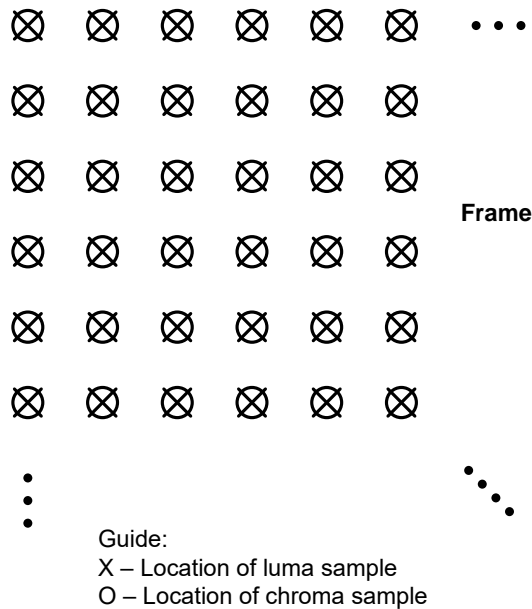 Frame
Guide:
X – Location of luma sample
O – Location of chroma sample